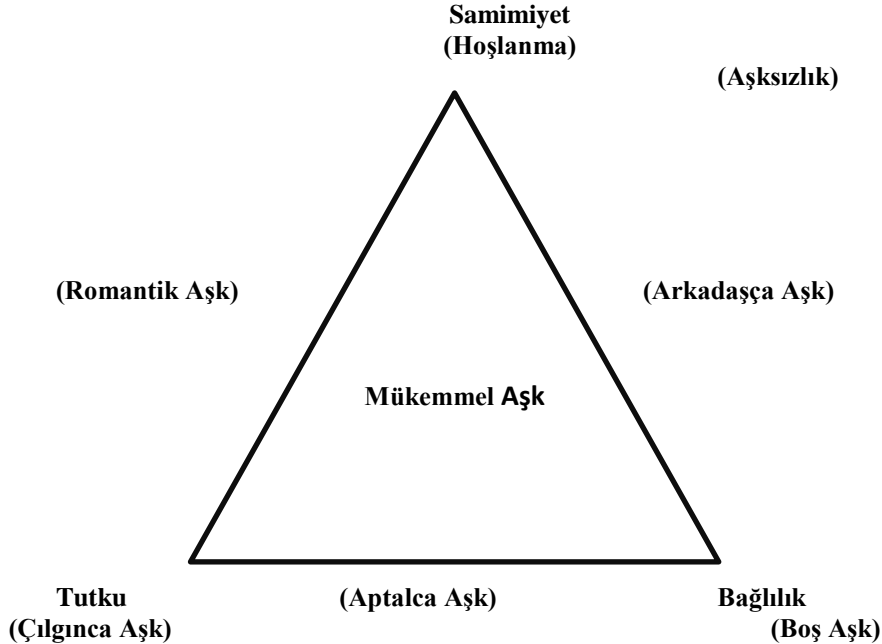 Samimiyet
(Hoşlanma)
(Aşksızlık)
(Romantik Aşk)
(Arkadaşça Aşk)
Mükemmel Aşk
Tutku
(Çılgınca Aşk)
(Aptalca Aşk)
Bağlılık
(Boş Aşk)